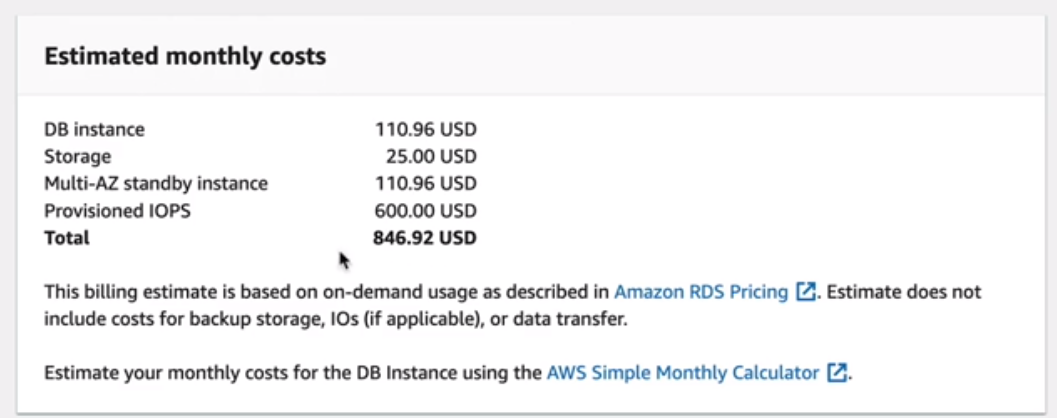 Estimated monthly costs
DB instance 110.96 USD
Storage 25.00 USD
Multi-AZ standby instance 110.96 USD
Provisioned IOPS 600.00 USD
Total 846.92 USD
This billing estimate is based on on-demand usage as described in Amazon RDS Pricing. Estimate does not
include costs for backup storage, IOs (if applicable), or data transfer.
Estimate your monthly costs for the DB Instance using the AWS Simple Monthly Calculator.